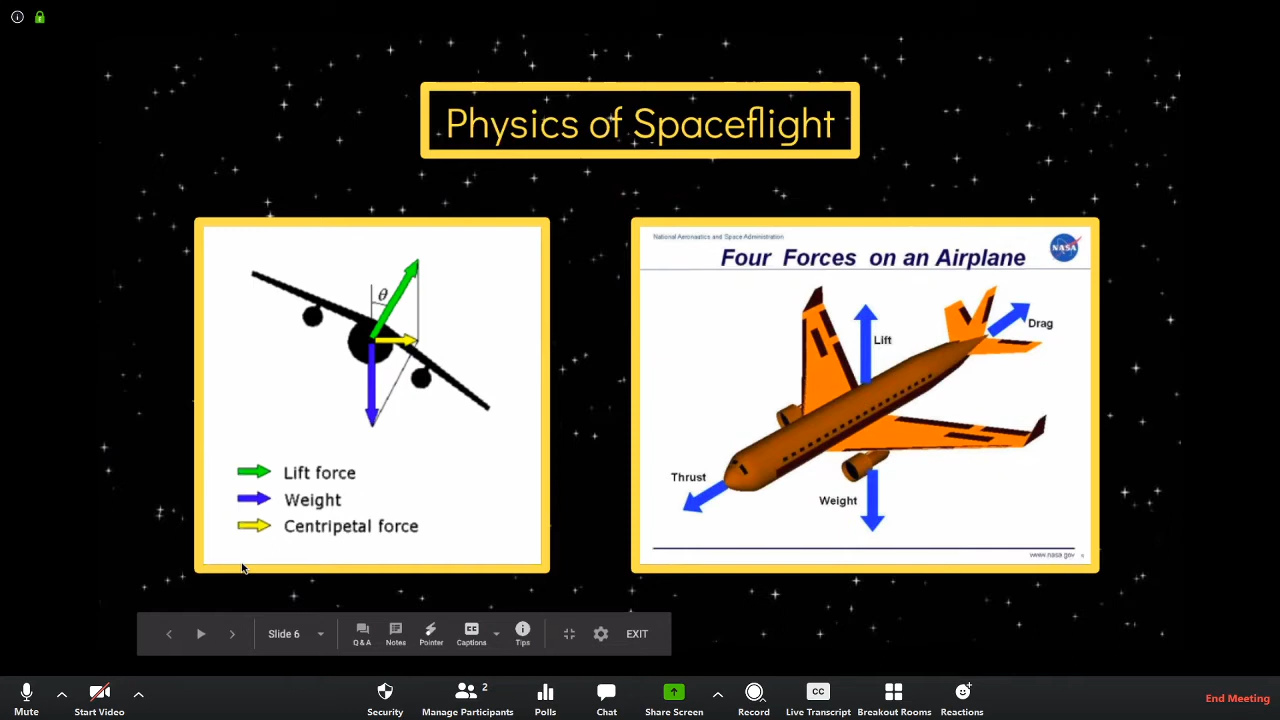 Physics of Spaceflight
θ
Lift force
Weight
Centripetal force
National Aeronautics and Space Administration
NASA
Four Forces on an Airplane
Drag
Lift
Thrust
Weight
www.nasa.gov
Slide 6
Q&A
Notes
Pointer
CC
Captions
Tips
EXIT
Mute
Start Video
Security
2
Manage Participants
Polls
Chat
Share Screen
Record
CC
Live Transcript
Breakout Rooms
Reactions
End Meeting